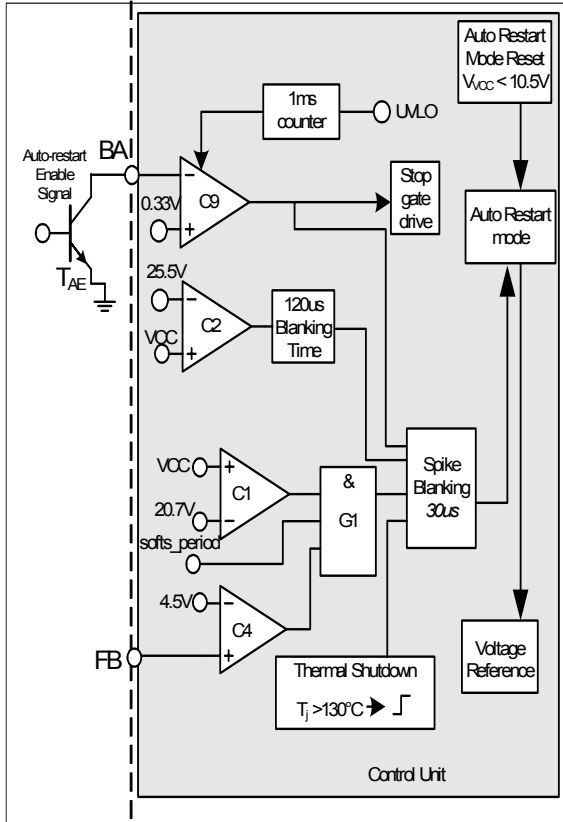 Auto Restart
Mode Reset
VVCC < 10.5V
1ms
counter
UVLO
BA
Auto-restart
Enable
Signal
TAE
0.33V
C9
Stop
gate
drive
Auto Restart
mode
25.5V
VCC
C2
120us
Blanking
Time
VCC
20.7V
C1
softs_period
&
G1
Spike
Blanking
30us
4.5V
C4
FB
Thermal Shutdown
Tj >130°C
Voltage
Reference
Control Unit